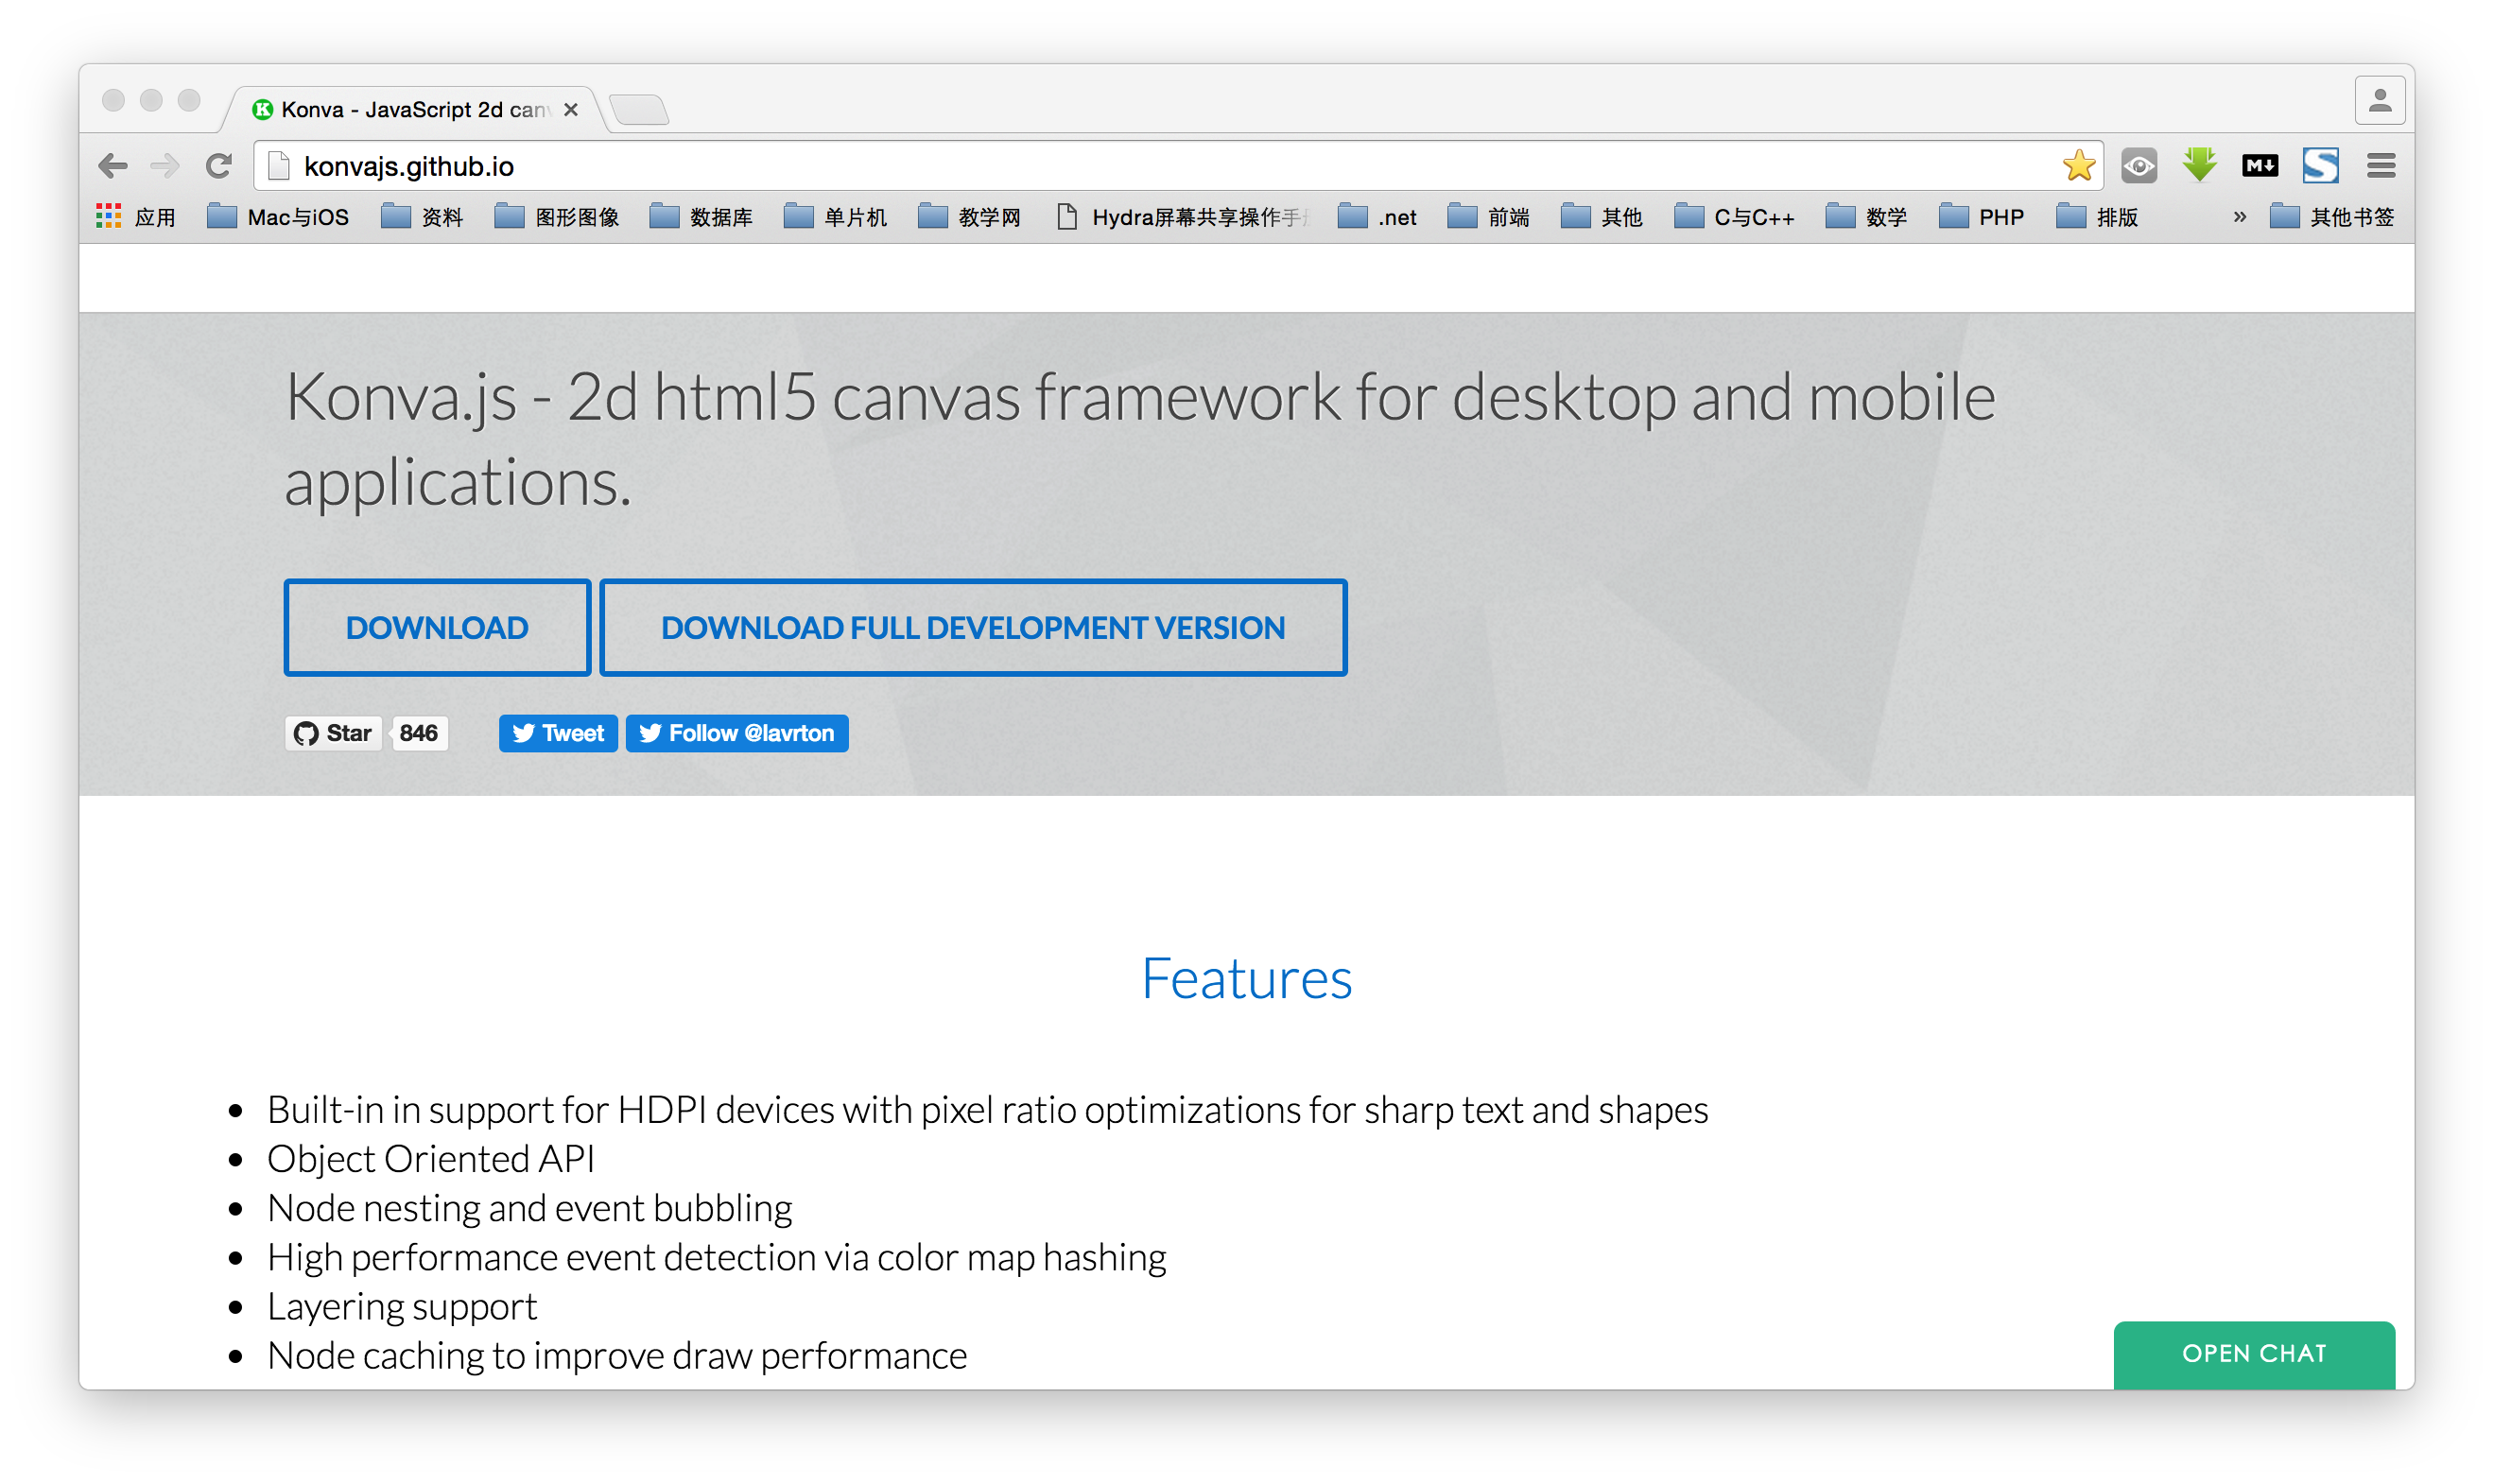 Konva - JavaScript 2d can
konvajs.github.io
应用 Mac与iOS 资料 图形图像 数据库 单片机 教学网 Hydra屏幕共享操作手 .net 前端 其他 C与C++ 数学 PHP 排版 » 其他书签
Konva.js - 2d html5 canvas framework for desktop and mobile
applications.
DOWNLOAD DOWNLOAD FULL DEVELOPMENT VERSION
Star 846 Tweet Follow @lavrton
Features
• Built-in in support for HDPI devices with pixel ratio optimizations for sharp text and shapes
• Object Oriented API
• Node nesting and event bubbling
• High performance event detection via color map hashing
• Layering support
• Node caching to improve draw performance
OPEN CHAT